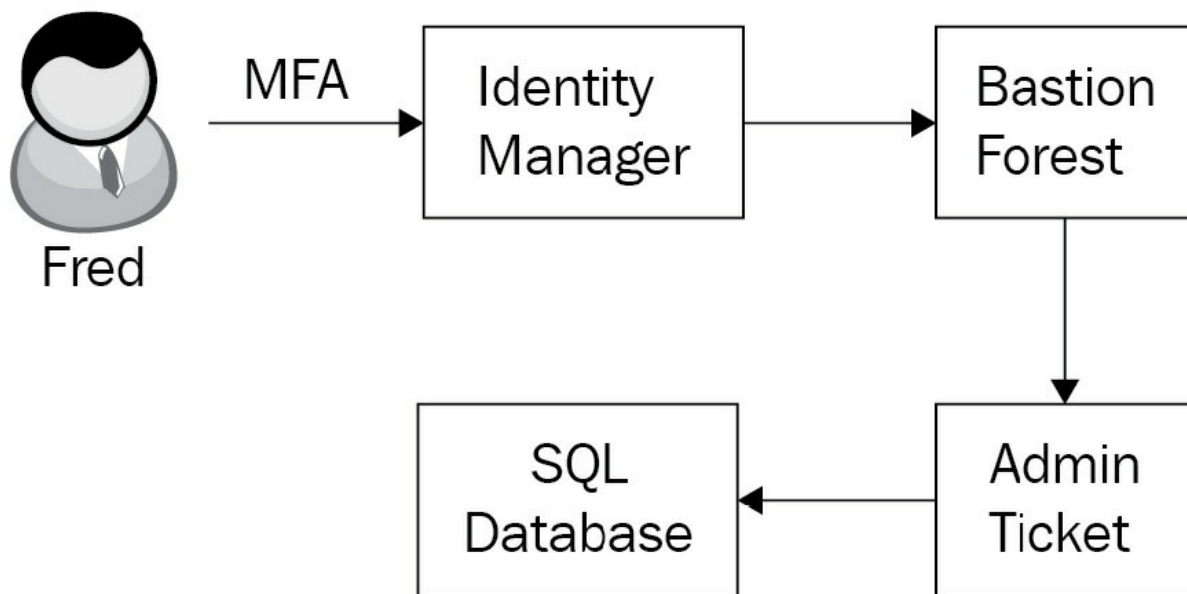 MFA
Identity
Manager
Bastion
Forest
Fred
SQL
Database
Admin
Ticket